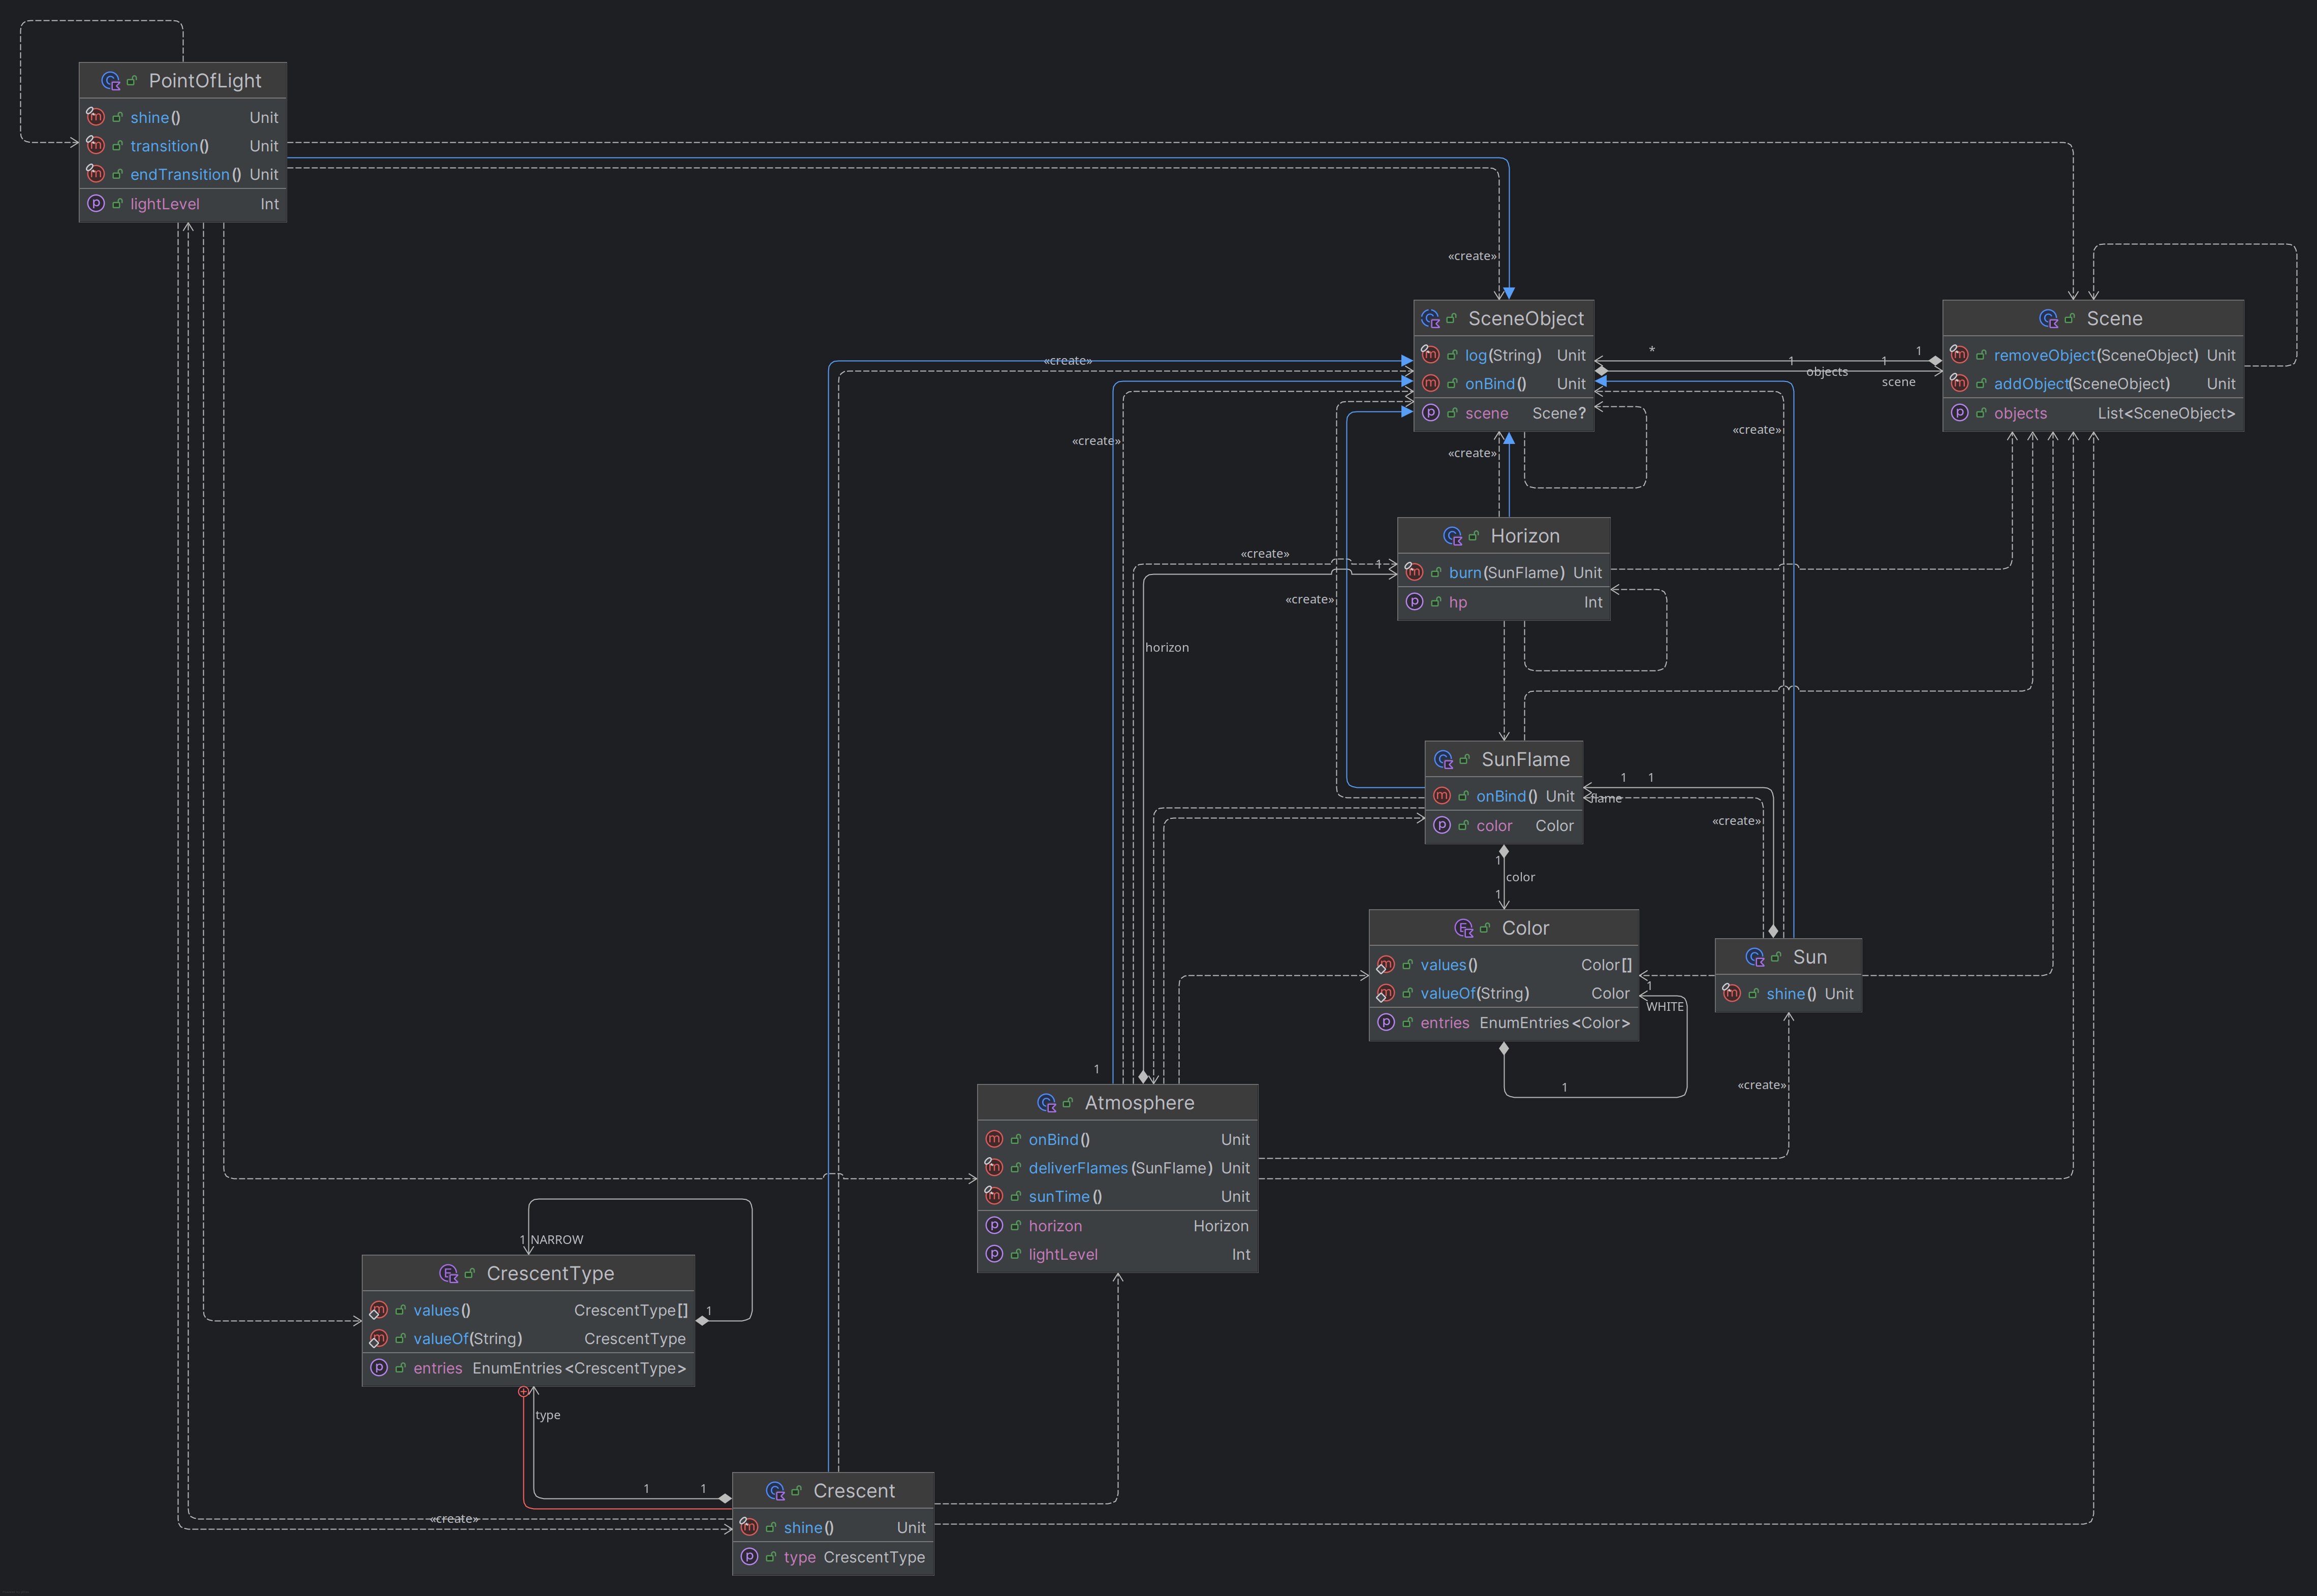 PointOfLight
shine() Unit
transition() Unit
endTransition() Unit
lightLevel Int
«create»
SceneObject
log(String) Unit
onBind() Unit
scene Scene?
* 1 1 1
objects
scene
Scene
removeObject(SceneObject) Unit
addObject(SceneObject) Unit
objects List<SceneObject>
«create»
«create»
«create»
«create»
Horizon
burn(SunFlame) Unit
hp Int
«create»
1
«create»
horizon
SunFlame
onBind() Unit
color Color
1 1
flame
«create»
1
color
1
Color
values() Color[]
valueOf(String) Color
entries EnumEntries<Color>
1
WHITE
1
Sun
shine() Unit
«create»
1
Atmosphere
onBind() Unit
deliverFlames(SunFlame) Unit
sunTime() Unit
horizon Horizon
lightLevel Int
1 NARROW
CrescentType
values() CrescentType[]
valueOf(String) CrescentType
entries EnumEntries<CrescentType>
1
type
1 1
«create»
Crescent
shine() Unit
type CrescentType